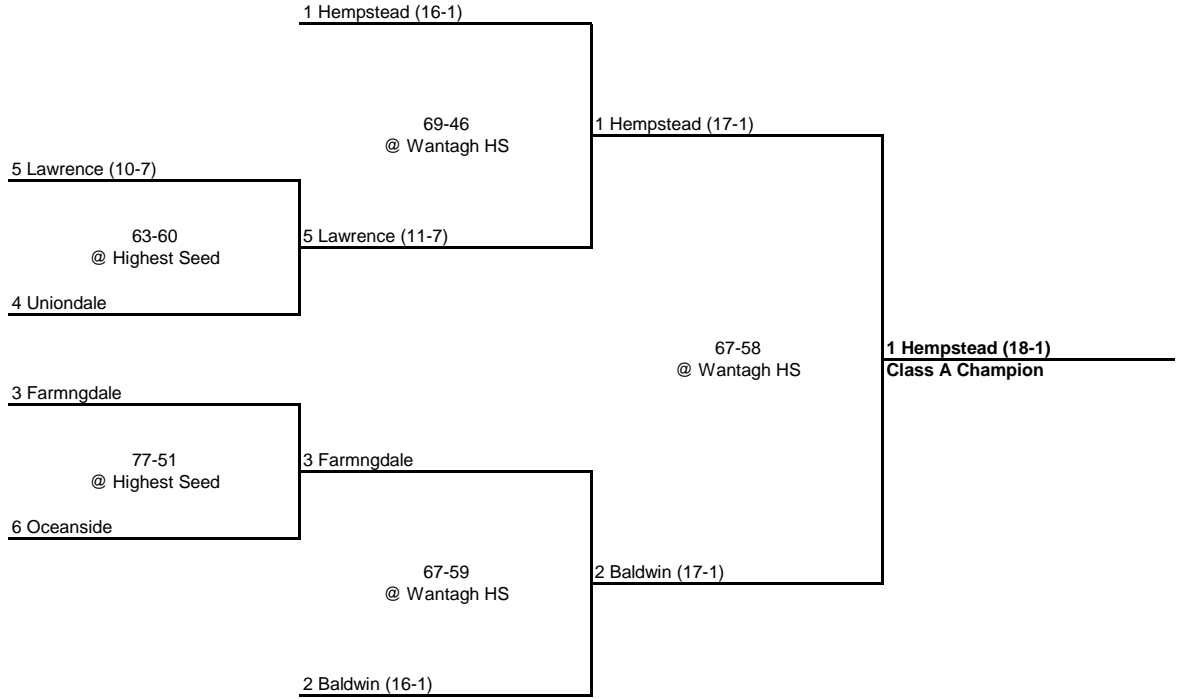 1 Hempstead (16-1)
69-46
@ Wantagh HS
1 Hempstead (17-1)
5 Lawrence (10-7)
63-60
@ Highest Seed
5 Lawrence (11-7)
4 Uniondale
67-58
@ Wantagh HS
1 Hempstead (18-1)
Class A Champion
3 Farmngdale
77-51
@ Highest Seed
3 Farmngdale
6 Oceanside
67-59
@ Wantagh HS
2 Baldwin (17-1)
2 Baldwin (16-1)